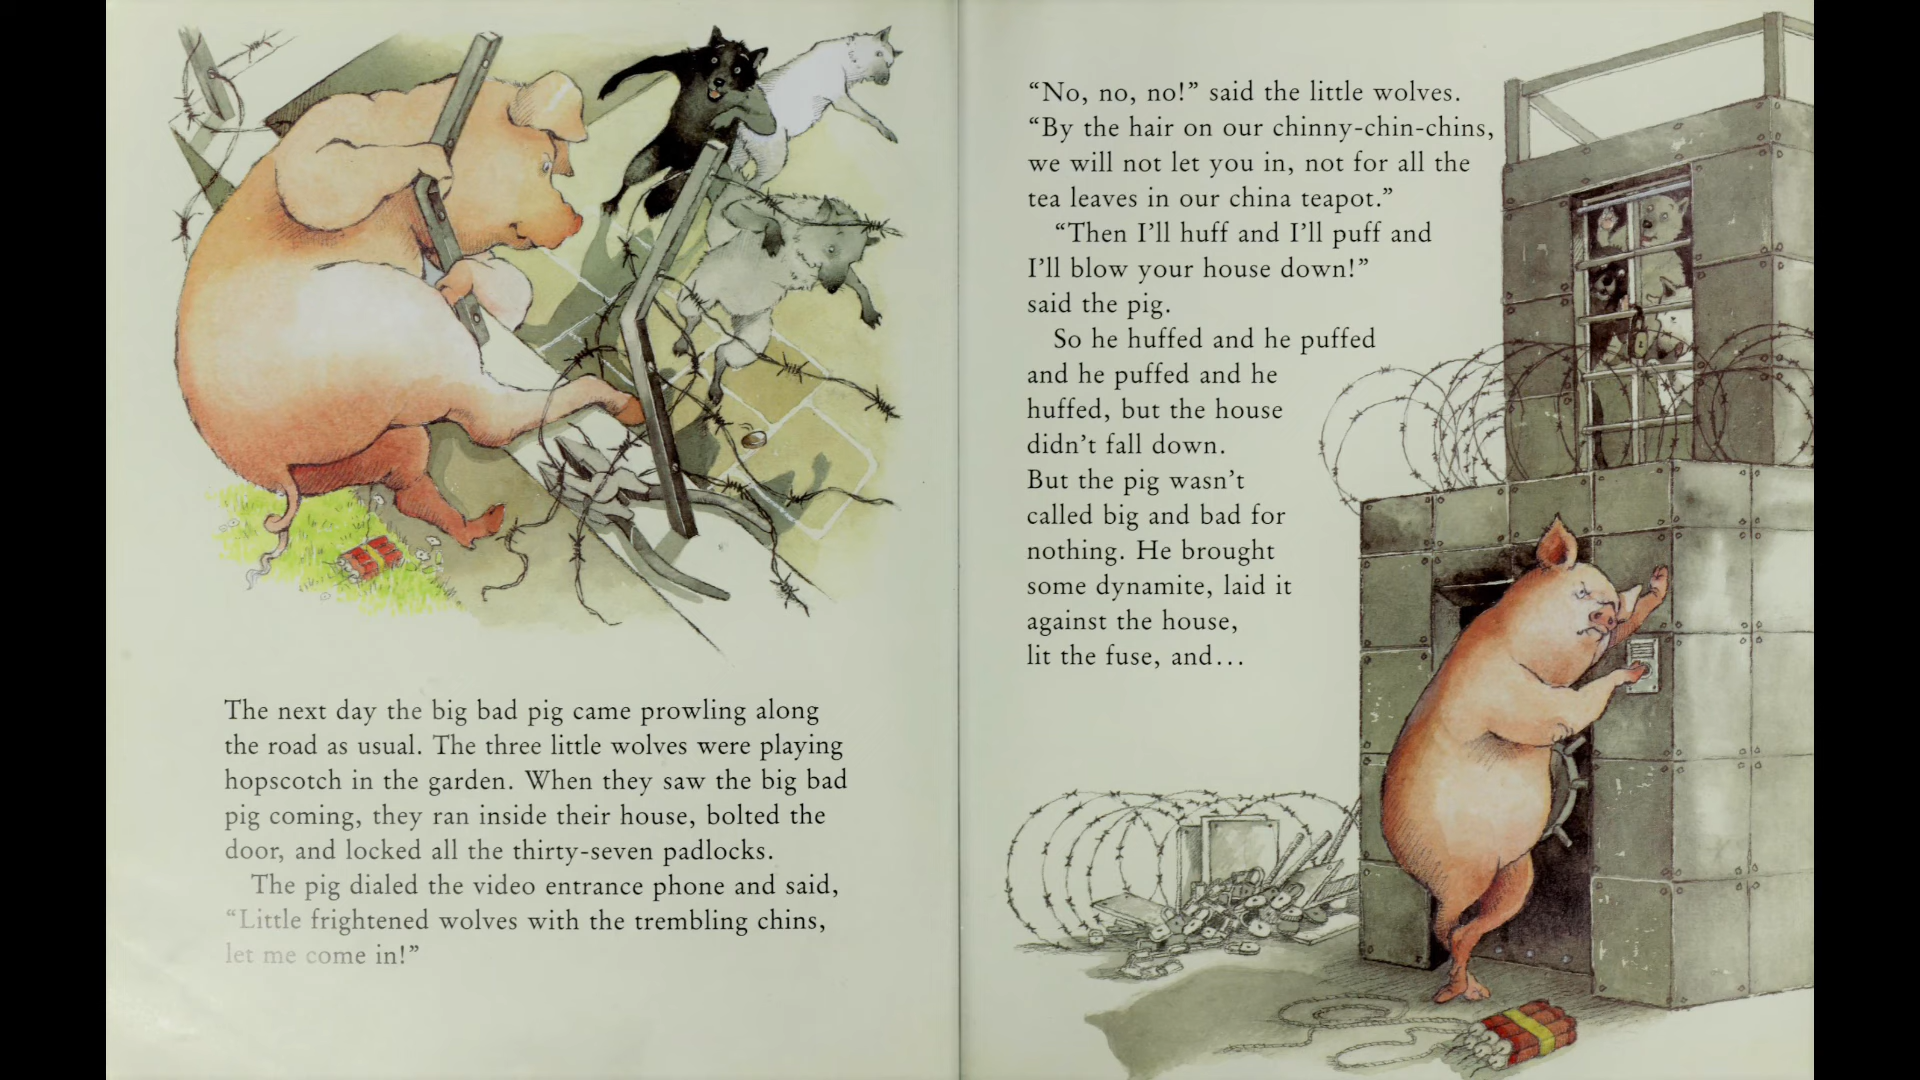 The next day the big bad pig came prowling along
the road as usual. The three little wolves were playing
hopscotch in the garden. When they saw the big bad
pig coming, they ran inside their house, bolted the
door, and locked all the thirty-seven padlocks.
The pig dialed the video entrance phone and said,
“Little frightened wolves with the trembling chins,
let me come in!”
“No, no, no!” said the little wolves.
“By the hair on our chinny-chin-chins,
we will not let you in, not for all the
tea leaves in our china teapot.”
“Then I’ll huff and I’ll puff and
I’ll blow your house down!”
said the pig.
So he huffed and he puffed
and he puffed and he
huffed, but the house
didn’t fall down.
But the pig wasn’t
called big and bad for
nothing. He brought
some dynamite, laid it
against the house,
lit the fuse, and...